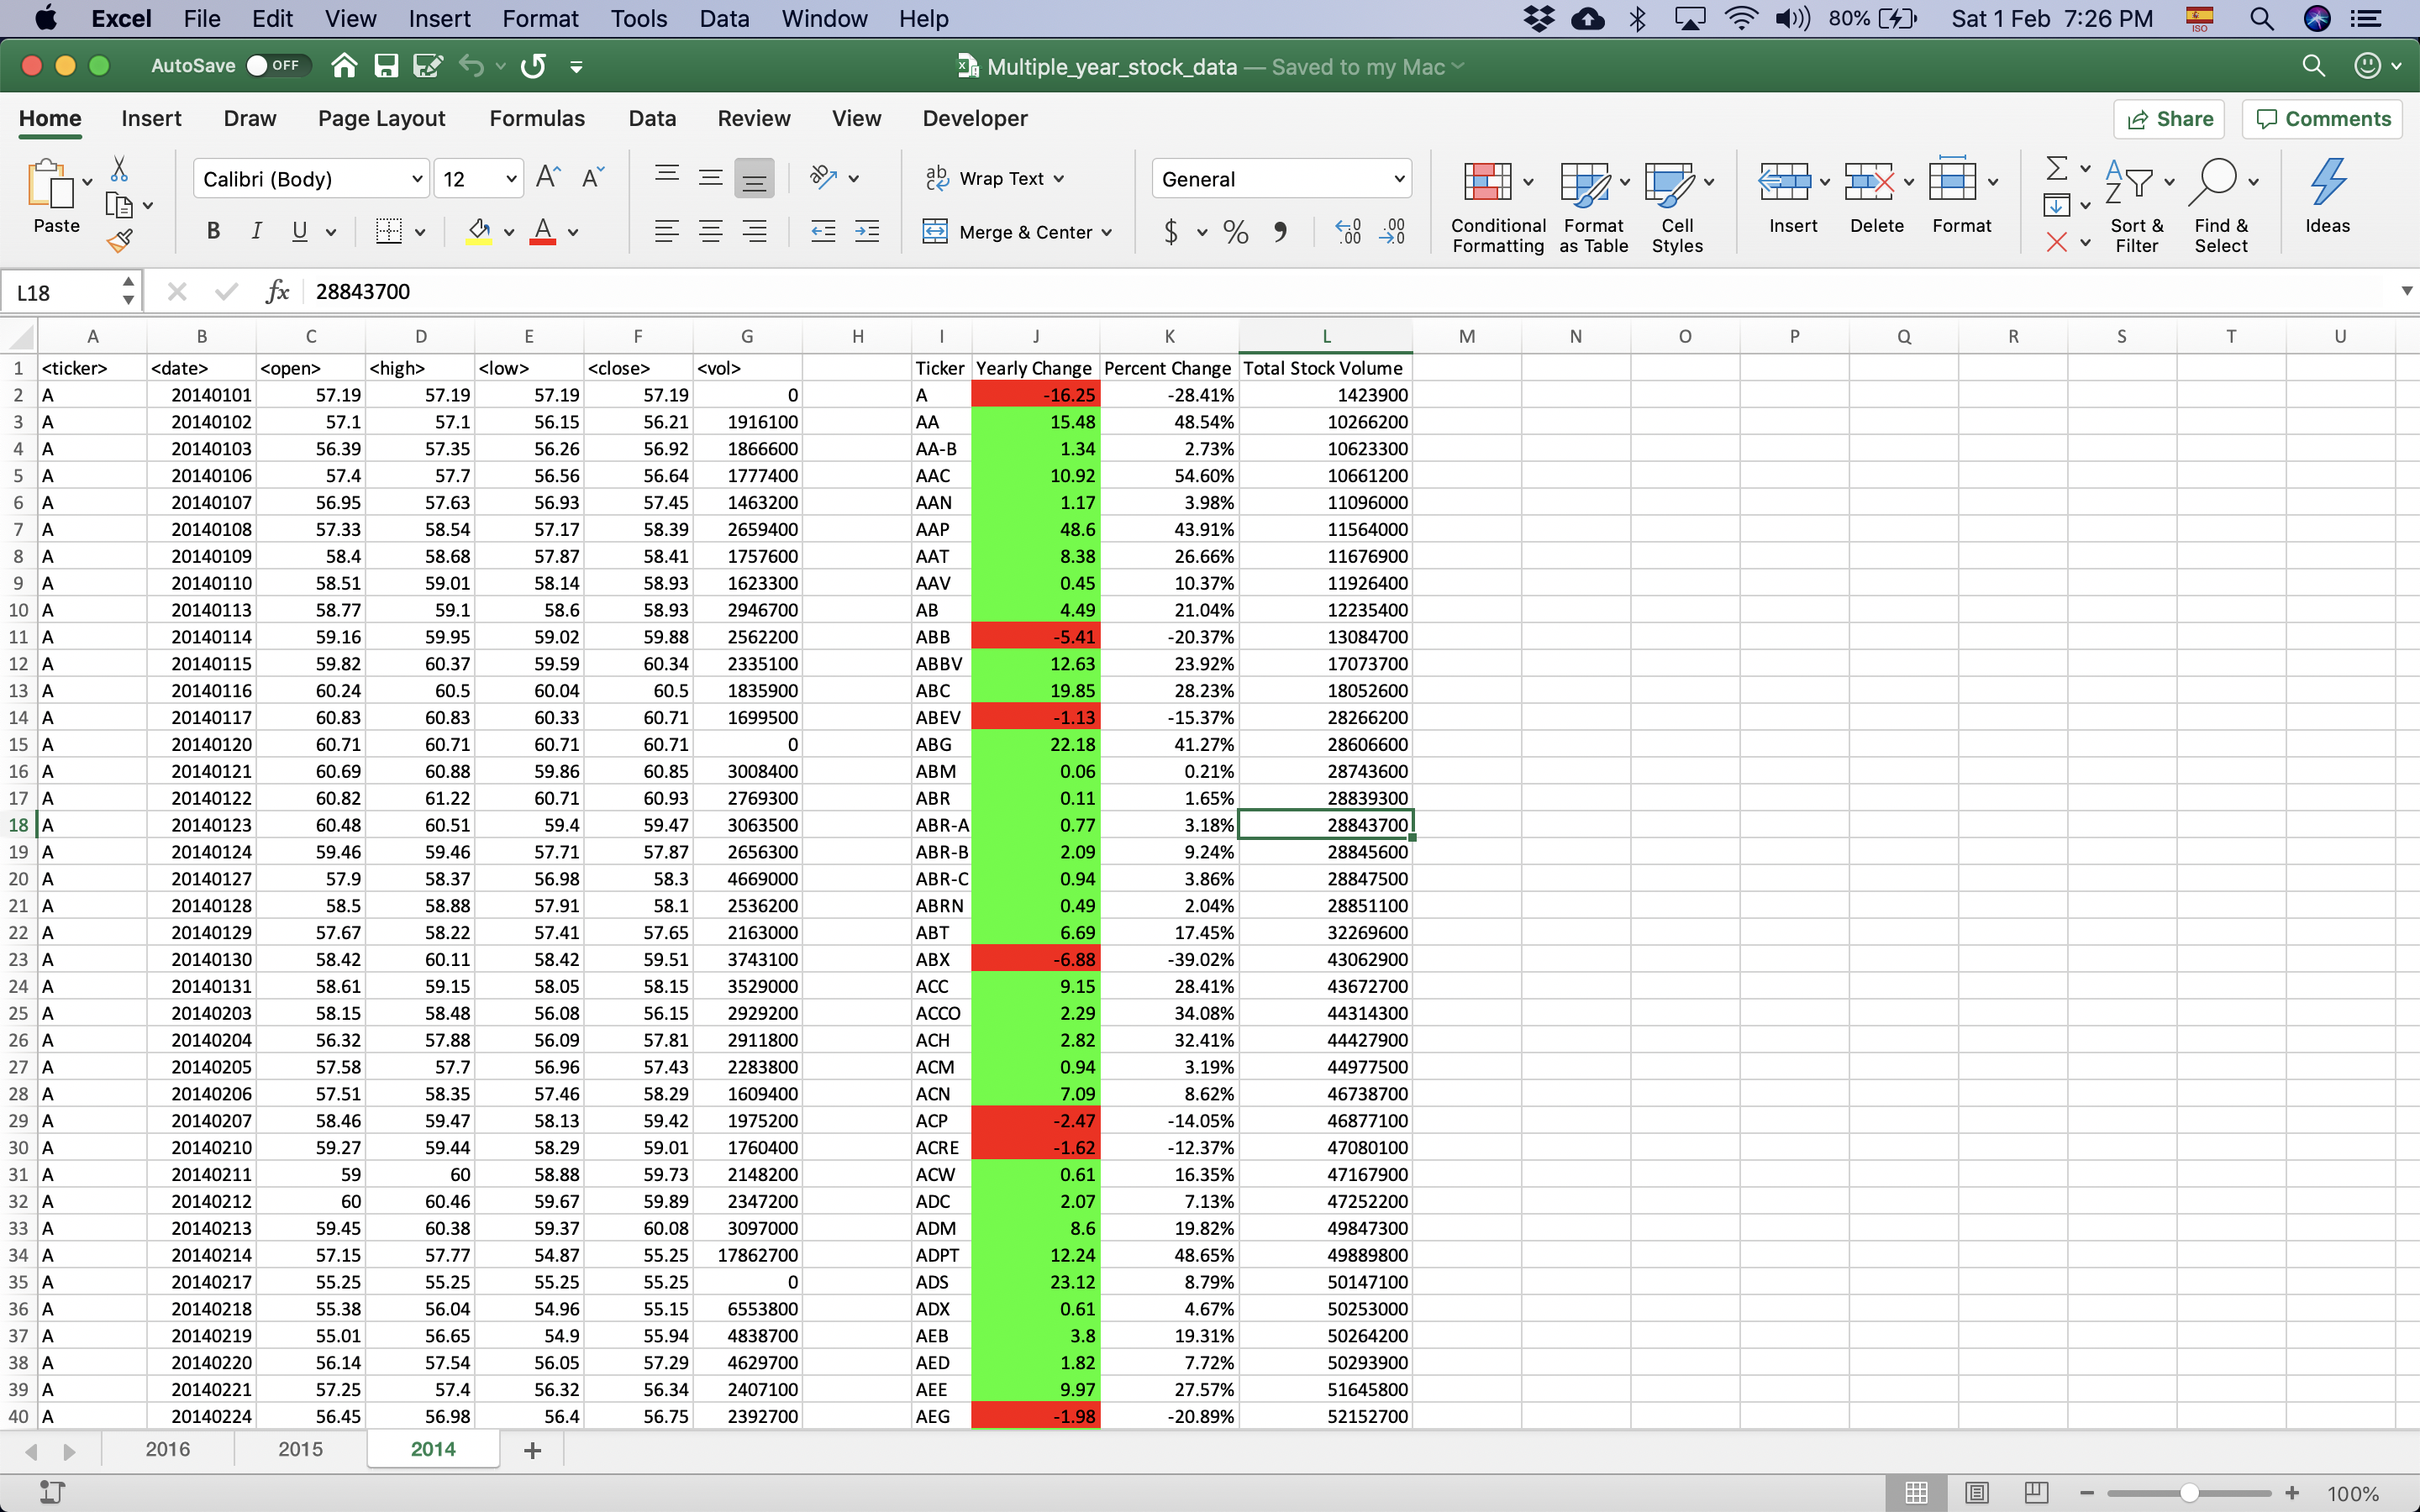 Excel File Edit View Insert Format Tools Data Window Help 80% Sat 1 Feb 7:26 PM ISO
AutoSave OFF Multiple_year_stock_data — Saved to my Mac
Home Insert Draw Page Layout Formulas Data Review View Developer Share Comments
Paste Calibri (Body) 12 Wrap Text General Conditional Formatting Format as Table Cell Styles Insert Delete Format Sort & Filter Find & Select Ideas
B I U A Merge & Center $ %
L18 fx 28843700
A B C D E F G H I J K L M N O P Q R S T U
1 <ticker> <date> <open> <high> <low> <close> <vol> Ticker Yearly Change Percent Change Total Stock Volume
2 A 20140101 57.19 57.19 57.19 57.19 0 A -16.25 -28.41% 1423900
3 A 20140102 57.1 57.1 56.15 56.21 1916100 AA 15.48 48.54% 10266200
4 A 20140103 56.39 57.35 56.26 56.92 1866600 AA-B 1.34 2.73% 10623300
5 A 20140106 57.4 57.7 56.56 56.64 1777400 AAC 10.92 54.60% 10661200
6 A 20140107 56.95 57.63 56.93 57.45 1463200 AAN 1.17 3.98% 11096000
7 A 20140108 57.33 58.54 57.17 58.39 2659400 AAP 48.6 43.91% 11564000
8 A 20140109 58.4 58.68 57.87 58.41 1757600 AAT 8.38 26.66% 11676900
9 A 20140110 58.51 59.01 58.14 58.93 1623300 AAV 0.45 10.37% 11926400
10 A 20140113 58.77 59.1 58.6 58.93 2946700 AB 4.49 21.04% 12235400
11 A 20140114 59.16 59.95 59.02 59.88 2562200 ABB -5.41 -20.37% 13084700
12 A 20140115 59.82 60.37 59.59 60.34 2335100 ABBV 12.63 23.92% 17073700
13 A 20140116 60.24 60.5 60.04 60.5 1835900 ABC 19.85 28.23% 18052600
14 A 20140117 60.83 60.83 60.33 60.71 1699500 ABEV -1.13 -15.37% 28266200
15 A 20140120 60.71 60.71 60.71 60.71 0 ABG 22.18 41.27% 28606600
16 A 20140121 60.69 60.88 59.86 60.85 3008400 ABM 0.06 0.21% 28743600
17 A 20140122 60.82 61.22 60.71 60.93 2769300 ABR 0.11 1.65% 28839300
18 A 20140123 60.48 60.51 59.4 59.47 3063500 ABR-A 0.77 3.18% 28843700
19 A 20140124 59.46 59.46 57.71 57.87 2656300 ABR-B 2.09 9.24% 28845600
20 A 20140127 57.9 58.37 56.98 58.3 4669000 ABR-C 0.94 3.86% 28847500
21 A 20140128 58.5 58.88 57.91 58.1 2536200 ABRN 0.49 2.04% 28851100
22 A 20140129 57.67 58.22 57.41 57.65 2163000 ABT 6.69 17.45% 32269600
23 A 20140130 58.42 60.11 58.42 59.51 3743100 ABX -6.88 -39.02% 43062900
24 A 20140131 58.61 59.15 58.05 58.15 3529000 ACC 9.15 28.41% 43672700
25 A 20140203 58.15 58.48 56.08 56.15 2929200 ACCO 2.29 34.08% 44314300
26 A 20140204 56.32 57.88 56.09 57.81 2911800 ACH 2.82 32.41% 44427900
27 A 20140205 57.58 57.7 56.96 57.43 2283800 ACM 0.94 3.19% 44977500
28 A 20140206 57.51 58.35 57.46 58.29 1609400 ACN 7.09 8.62% 46738700
29 A 20140207 58.46 59.47 58.13 59.42 1975200 ACP -2.47 -14.05% 46877100
30 A 20140210 59.27 59.44 58.29 59.01 1760400 ACRE -1.62 -12.37% 47080100
31 A 20140211 59 60 58.88 59.73 2148200 ACW 0.61 16.35% 47167900
32 A 20140212 60 60.46 59.67 59.89 2347200 ADC 2.07 7.13% 47252200
33 A 20140213 59.45 60.38 59.37 60.08 3097000 ADM 8.6 19.82% 49847300
34 A 20140214 57.15 57.77 54.87 55.25 17862700 ADPT 12.24 48.65% 49889800
35 A 20140217 55.25 55.25 55.25 55.25 0 ADS 23.12 8.79% 50147100
36 A 20140218 55.38 56.04 54.96 55.15 6553800 ADX 0.61 4.67% 50253000
37 A 20140219 55.01 56.65 54.9 55.94 4838700 AEB 3.8 19.31% 50264200
38 A 20140220 56.14 57.54 56.05 57.29 4629700 AED 1.82 7.72% 50293900
39 A 20140221 57.25 57.4 56.32 56.34 2407100 AEE 9.97 27.57% 51645800
40 A 20140224 56.45 56.98 56.4 56.75 2392700 AEG -1.98 -20.89% 52152700
2016 2015 2014 +
100%